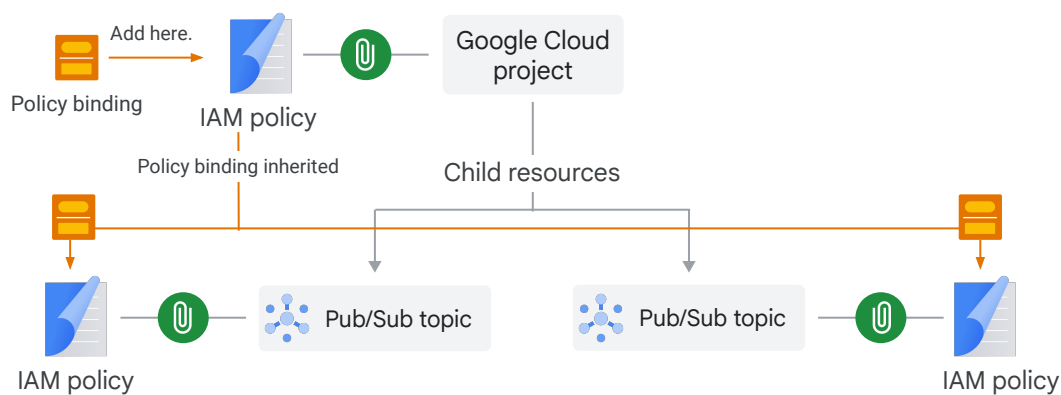 Add here.
Google Cloud
project
Policy binding
IAM policy
Policy binding inherited
Child resources
Pub/Sub topic
Pub/Sub topic
IAM policy
IAM policy